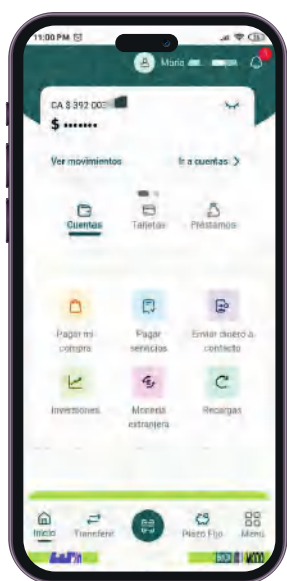 11:00 PM
Maria
CA $ 392 003
$ •••••••
Ver movimientos
Ir a cuentas >
Cuentas Tarjetas Préstamos
Pagar mi compra
Pagar servicios
Enviar dinero a contacto
Inversiones
Moneda extranjera
Recargas
Inicio Transferir Plazo Fijo Menú